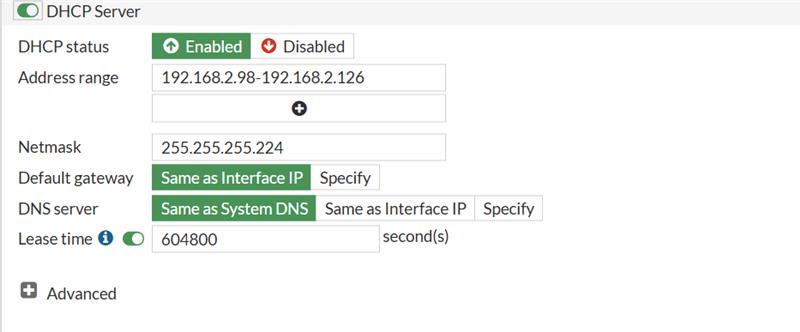 DHCP Server
DHCP status Enabled Disabled
Address range 192.168.2.98-192.168.2.126
Netmask 255.255.255.224
Default gateway Same as Interface IP Specify
DNS server Same as System DNS Same as Interface IP Specify
Lease time 604800 second(s)
Advanced